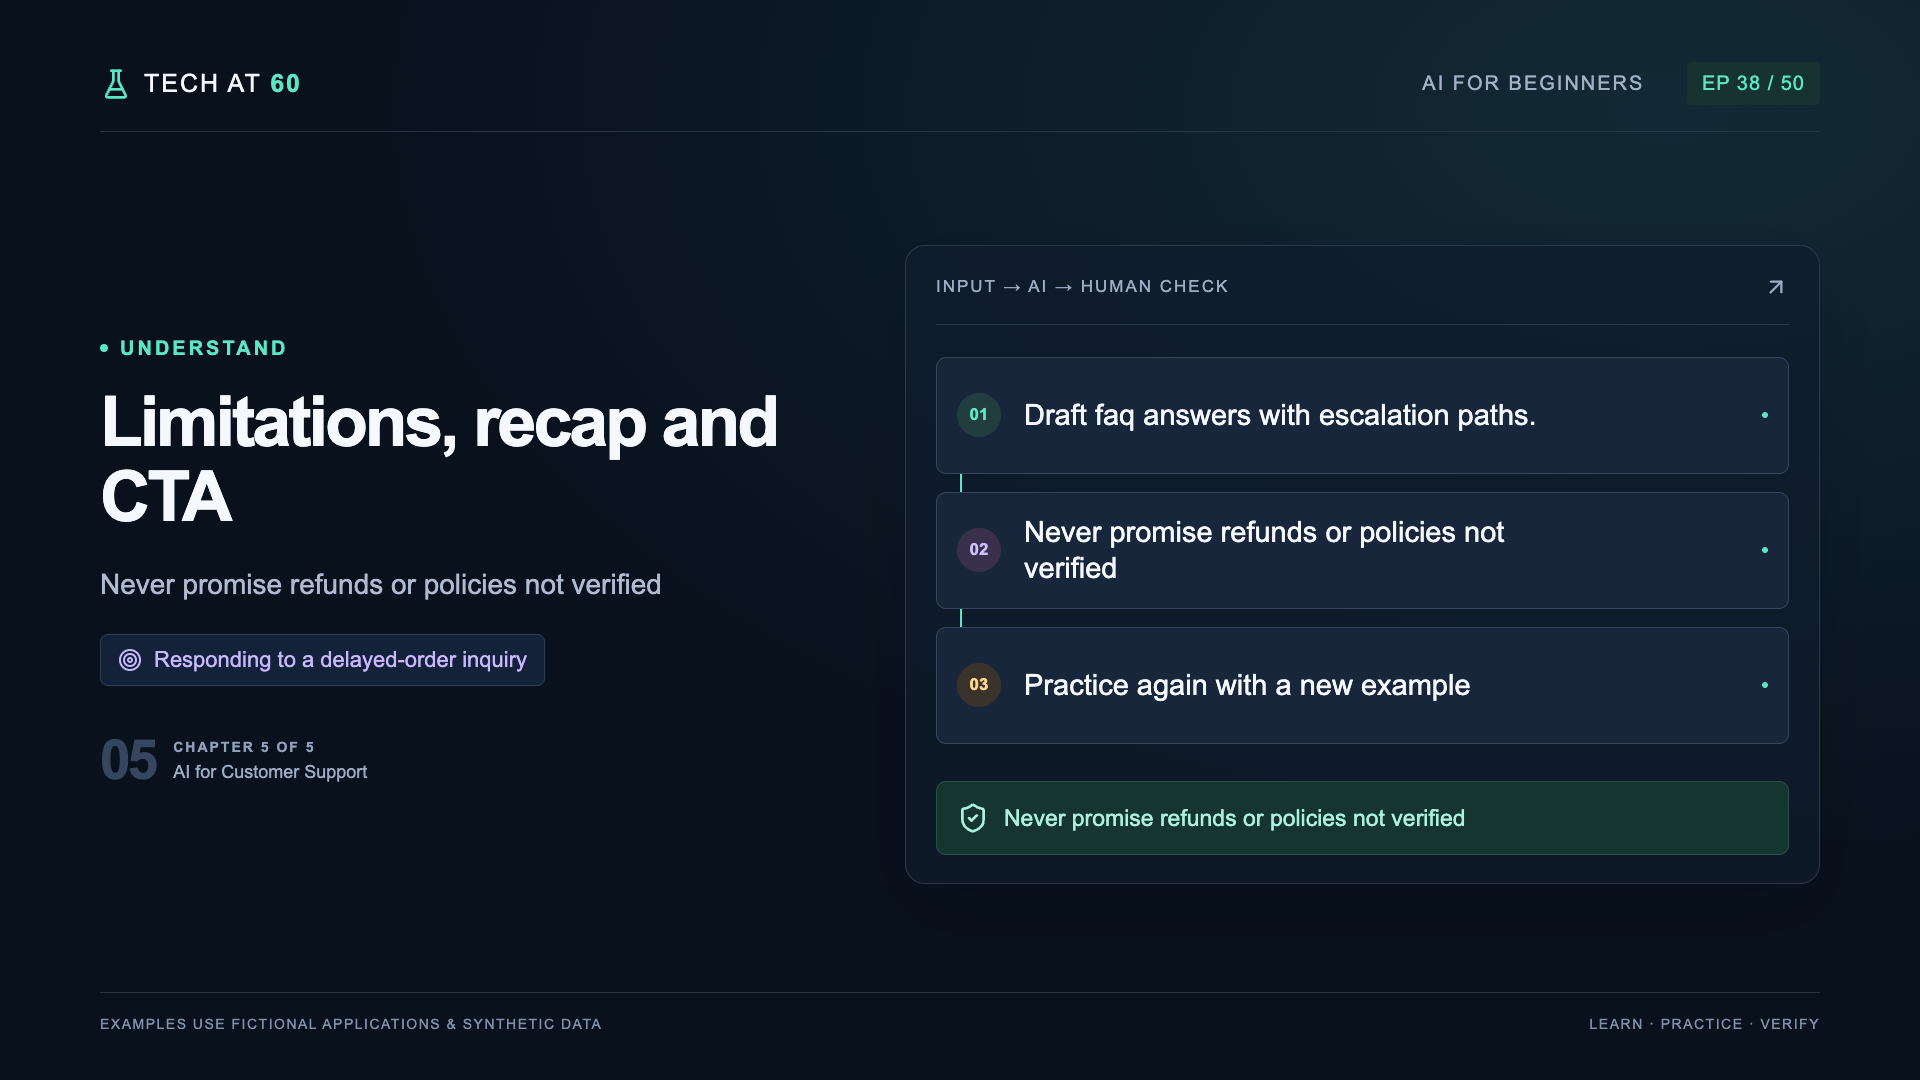 TECH AT 60
AI FOR BEGINNERS
EP 38 / 50
• UNDERSTAND
Limitations, recap and
CTA
Never promise refunds or policies not verified
Responding to a delayed-order inquiry
05
CHAPTER 5 OF 5
AI for Customer Support
INPUT → AI → HUMAN CHECK
01
Draft faq answers with escalation paths.
02
Never promise refunds or policies not
verified
03
Practice again with a new example
Never promise refunds or policies not verified
EXAMPLES USE FICTIONAL APPLICATIONS & SYNTHETIC DATA
LEARN · PRACTICE · VERIFY